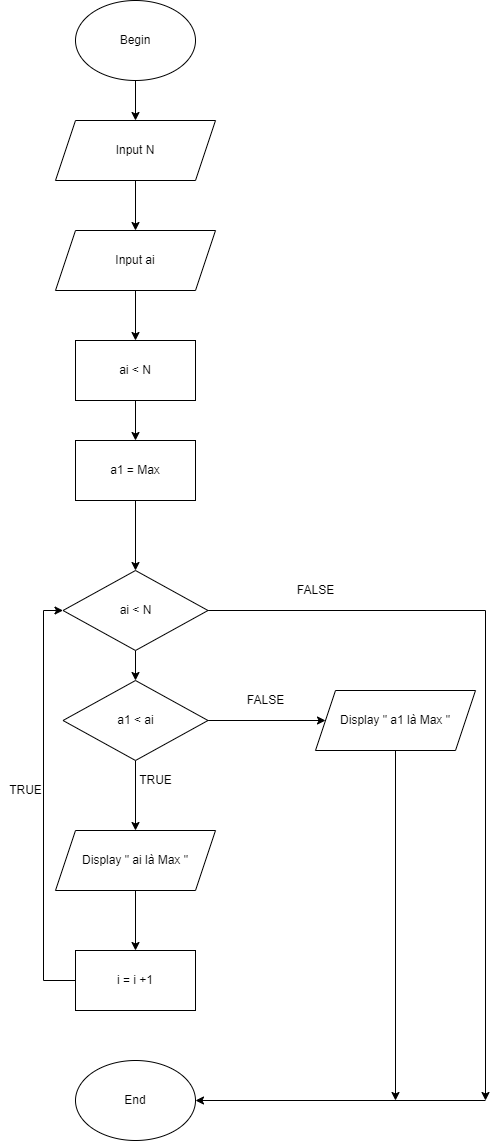 Begin
Input N
Input ai
ai < N
a1 = Max
FALSE
ai < N
FALSE
a1 < ai
Display " a1 là Max "
TRUE
TRUE
Display " ai là Max "
i = i +1
End